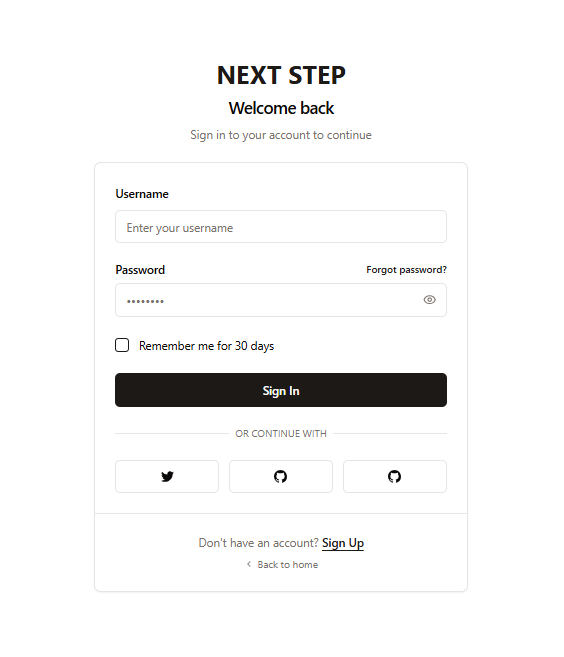 NEXT STEP
Welcome back
Sign in to your account to continue
Username
Enter your username
Password
Forgot password?
••••••••
Remember me for 30 days
Sign In
OR CONTINUE WITH
Don't have an account? Sign Up
Back to home